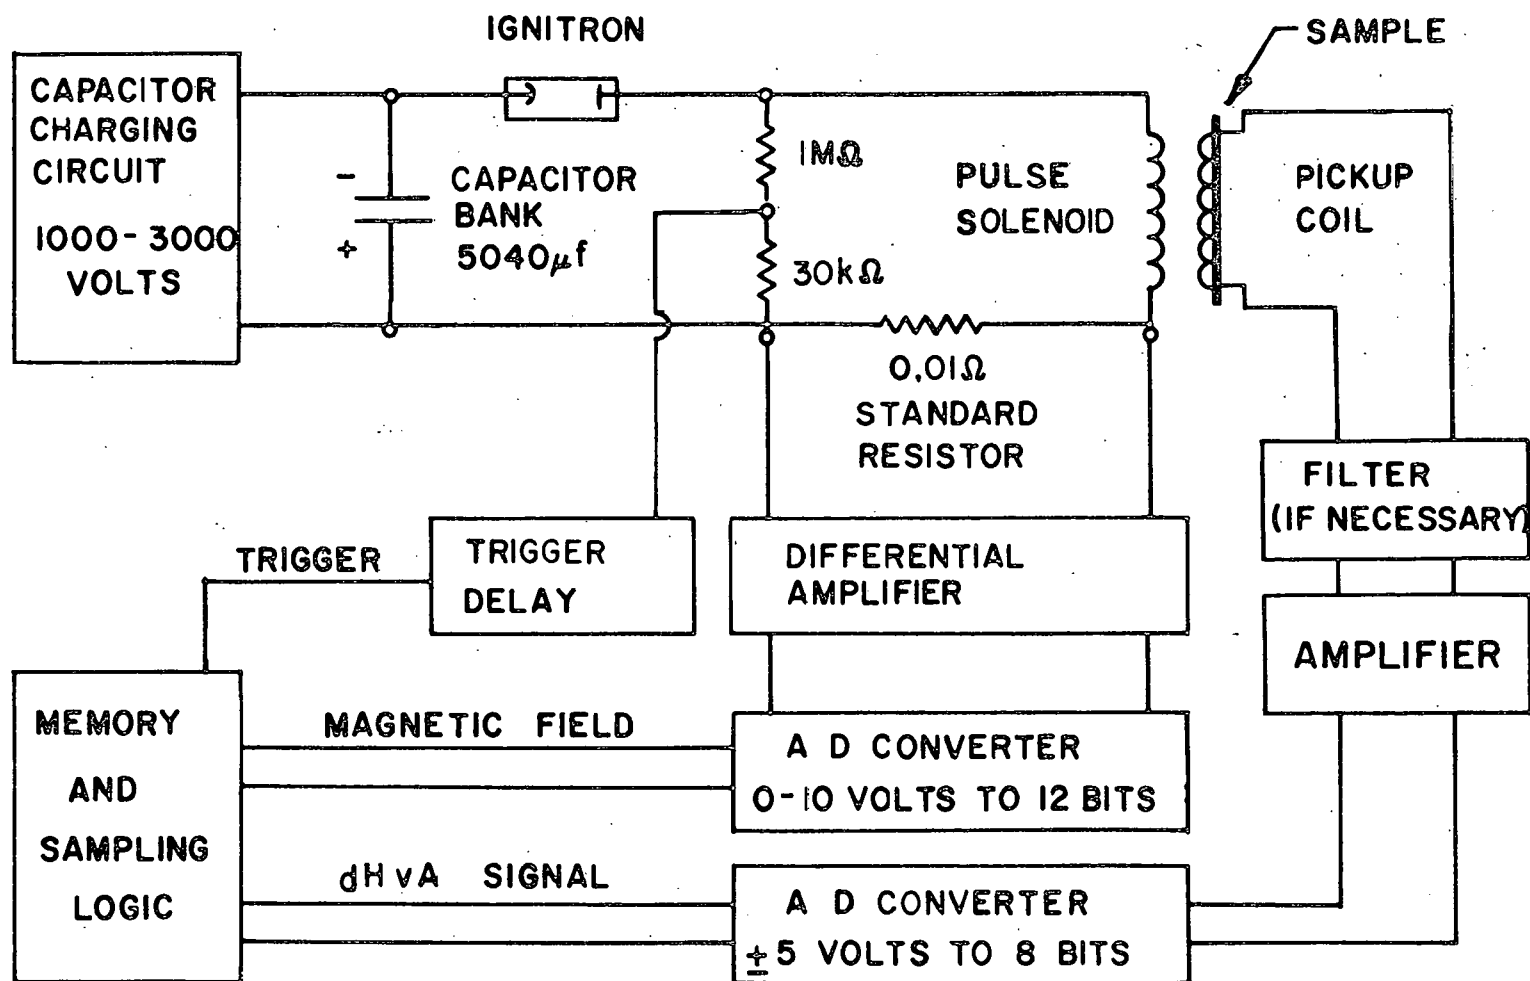 IGNITRON
SAMPLE
CAPACITOR
CHARGING
CIRCUIT
1000-3000
VOLTS
-
+
CAPACITOR
BANK
5040μf
1MΩ
30kΩ
PULSE
SOLENOID
PICKUP
COIL
0.01Ω
STANDARD
RESISTOR
FILTER
(IF NECESSARY)
TRIGGER
TRIGGER
DELAY
DIFFERENTIAL
AMPLIFIER
AMPLIFIER
MEMORY
AND
SAMPLING
LOGIC
MAGNETIC FIELD
A D CONVERTER
0-10 VOLTS TO 12 BITS
dHvA SIGNAL
A D CONVERTER
±5 VOLTS TO 8 BITS